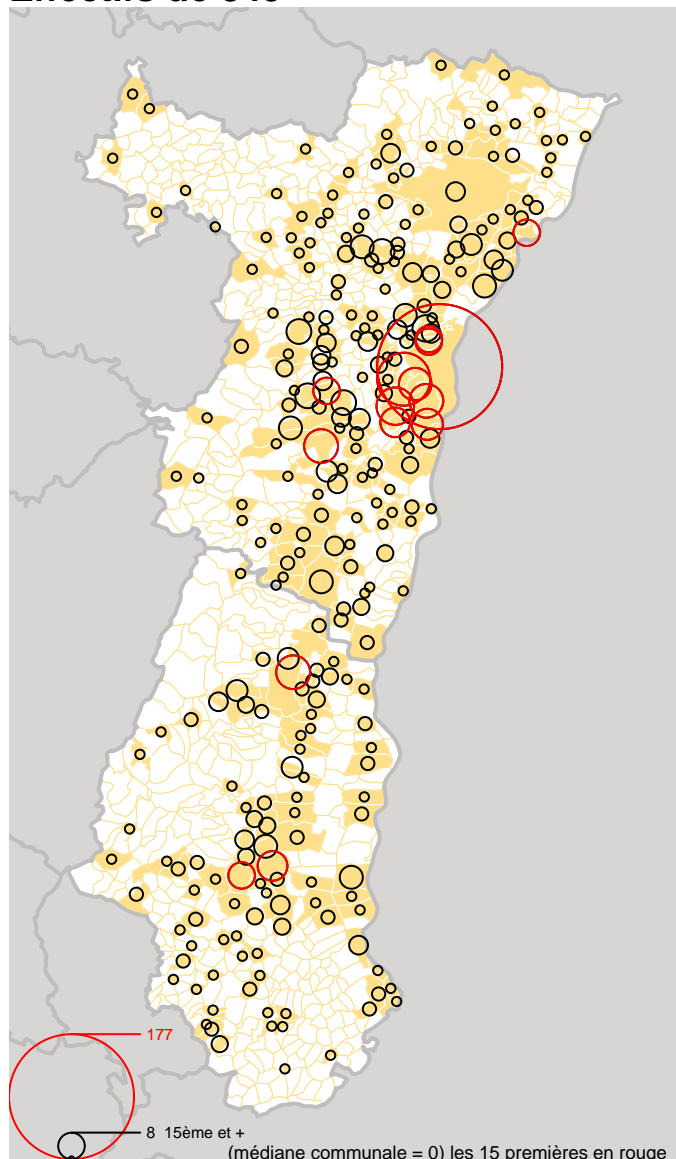 177
8 15ème et +
(médiane communale = 0) les 15 premières en rouge